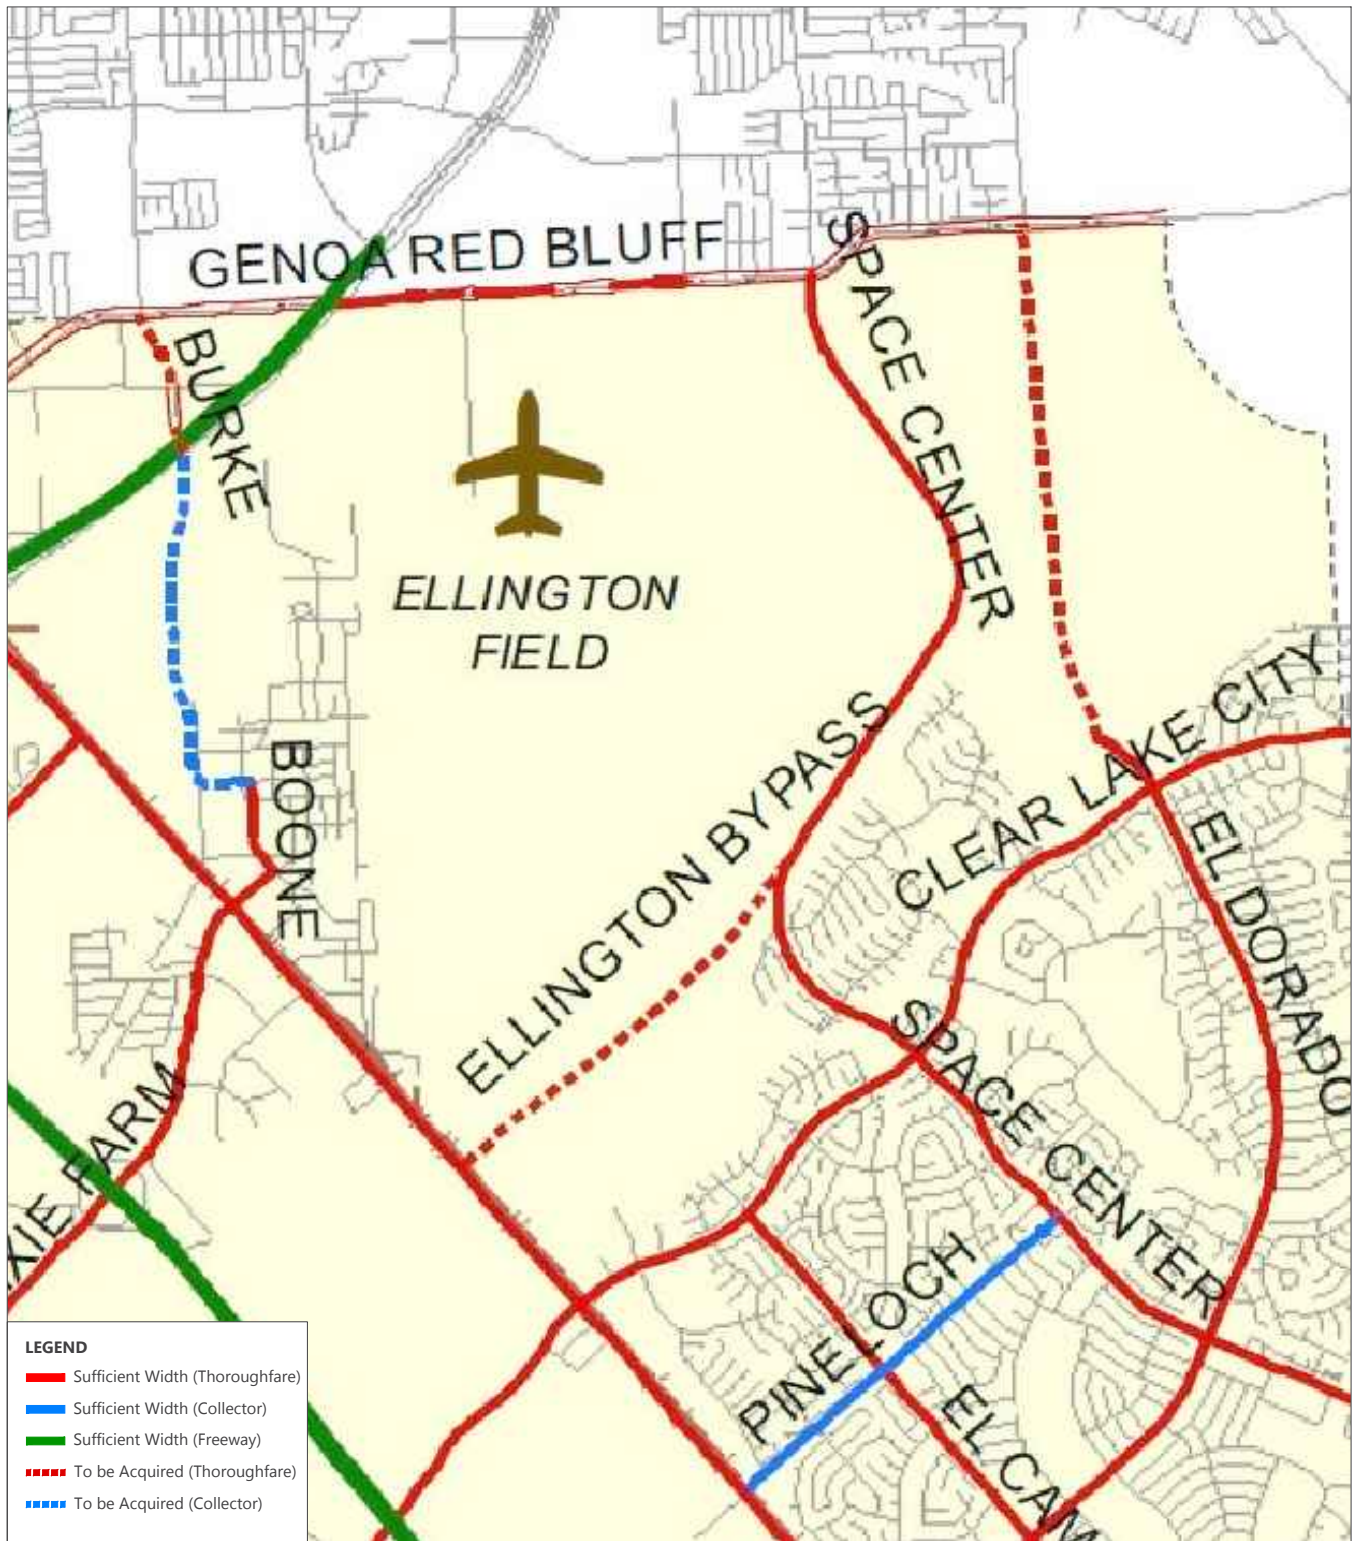 GENOA RED BLUFF
SPACE CENTER
BURKE
ELLINGTON
FIELD
CLEAR LAKE CITY
ELLINGTON BYPASS
BOONE
EL DORADO
SPACE CENTER
XIE FARM
PINELOCH
EL CAM
LEGEND
Sufficient Width (Thoroughfare)
Sufficient Width (Collector)
Sufficient Width (Freeway)
To be Acquired (Thoroughfare)
To be Acquired (Collector)